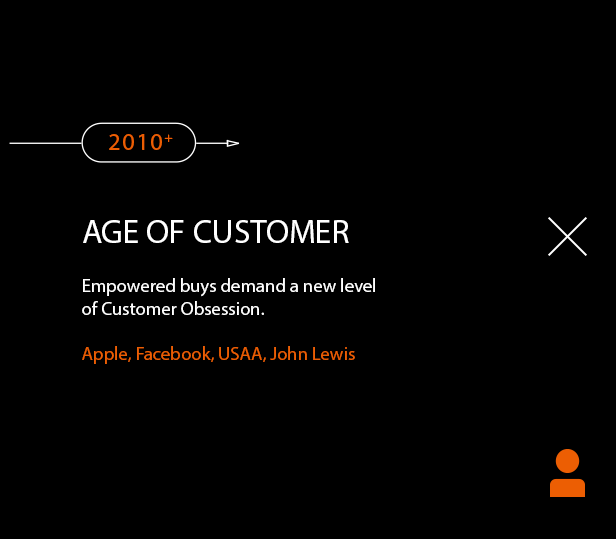 2010+
AGE OF CUSTOMER
Empowered buys demand a new level
of Customer Obsession.
Apple, Facebook, USAA, John Lewis